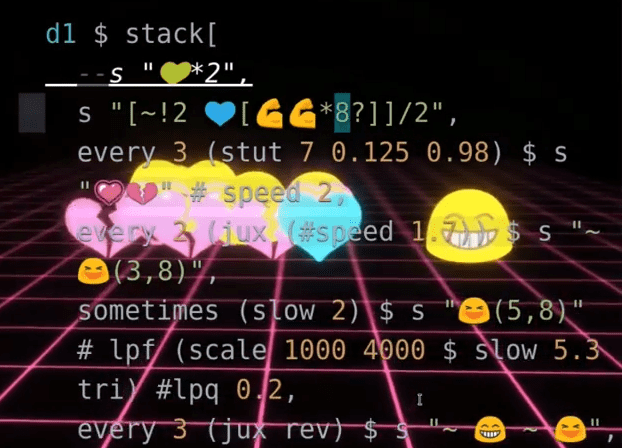 d1 $ stack[
--s "💚*2",
s "[~!2 💙[💪💪*8?]]/2",
every 3 (stut 7 0.125 0.98) $ s
"💗💔" # speed 2,
every 2 (jux (#speed 1.7)) $ s "~
😆(3,8)",
sometimes (slow 2) $ s "😆(5,8)"
# lpf (scale 1000 4000 $ slow 5.3
tri) #lpq 0.2,
every 3 (jux rev) $ s "~ 😁 ~ 😆",